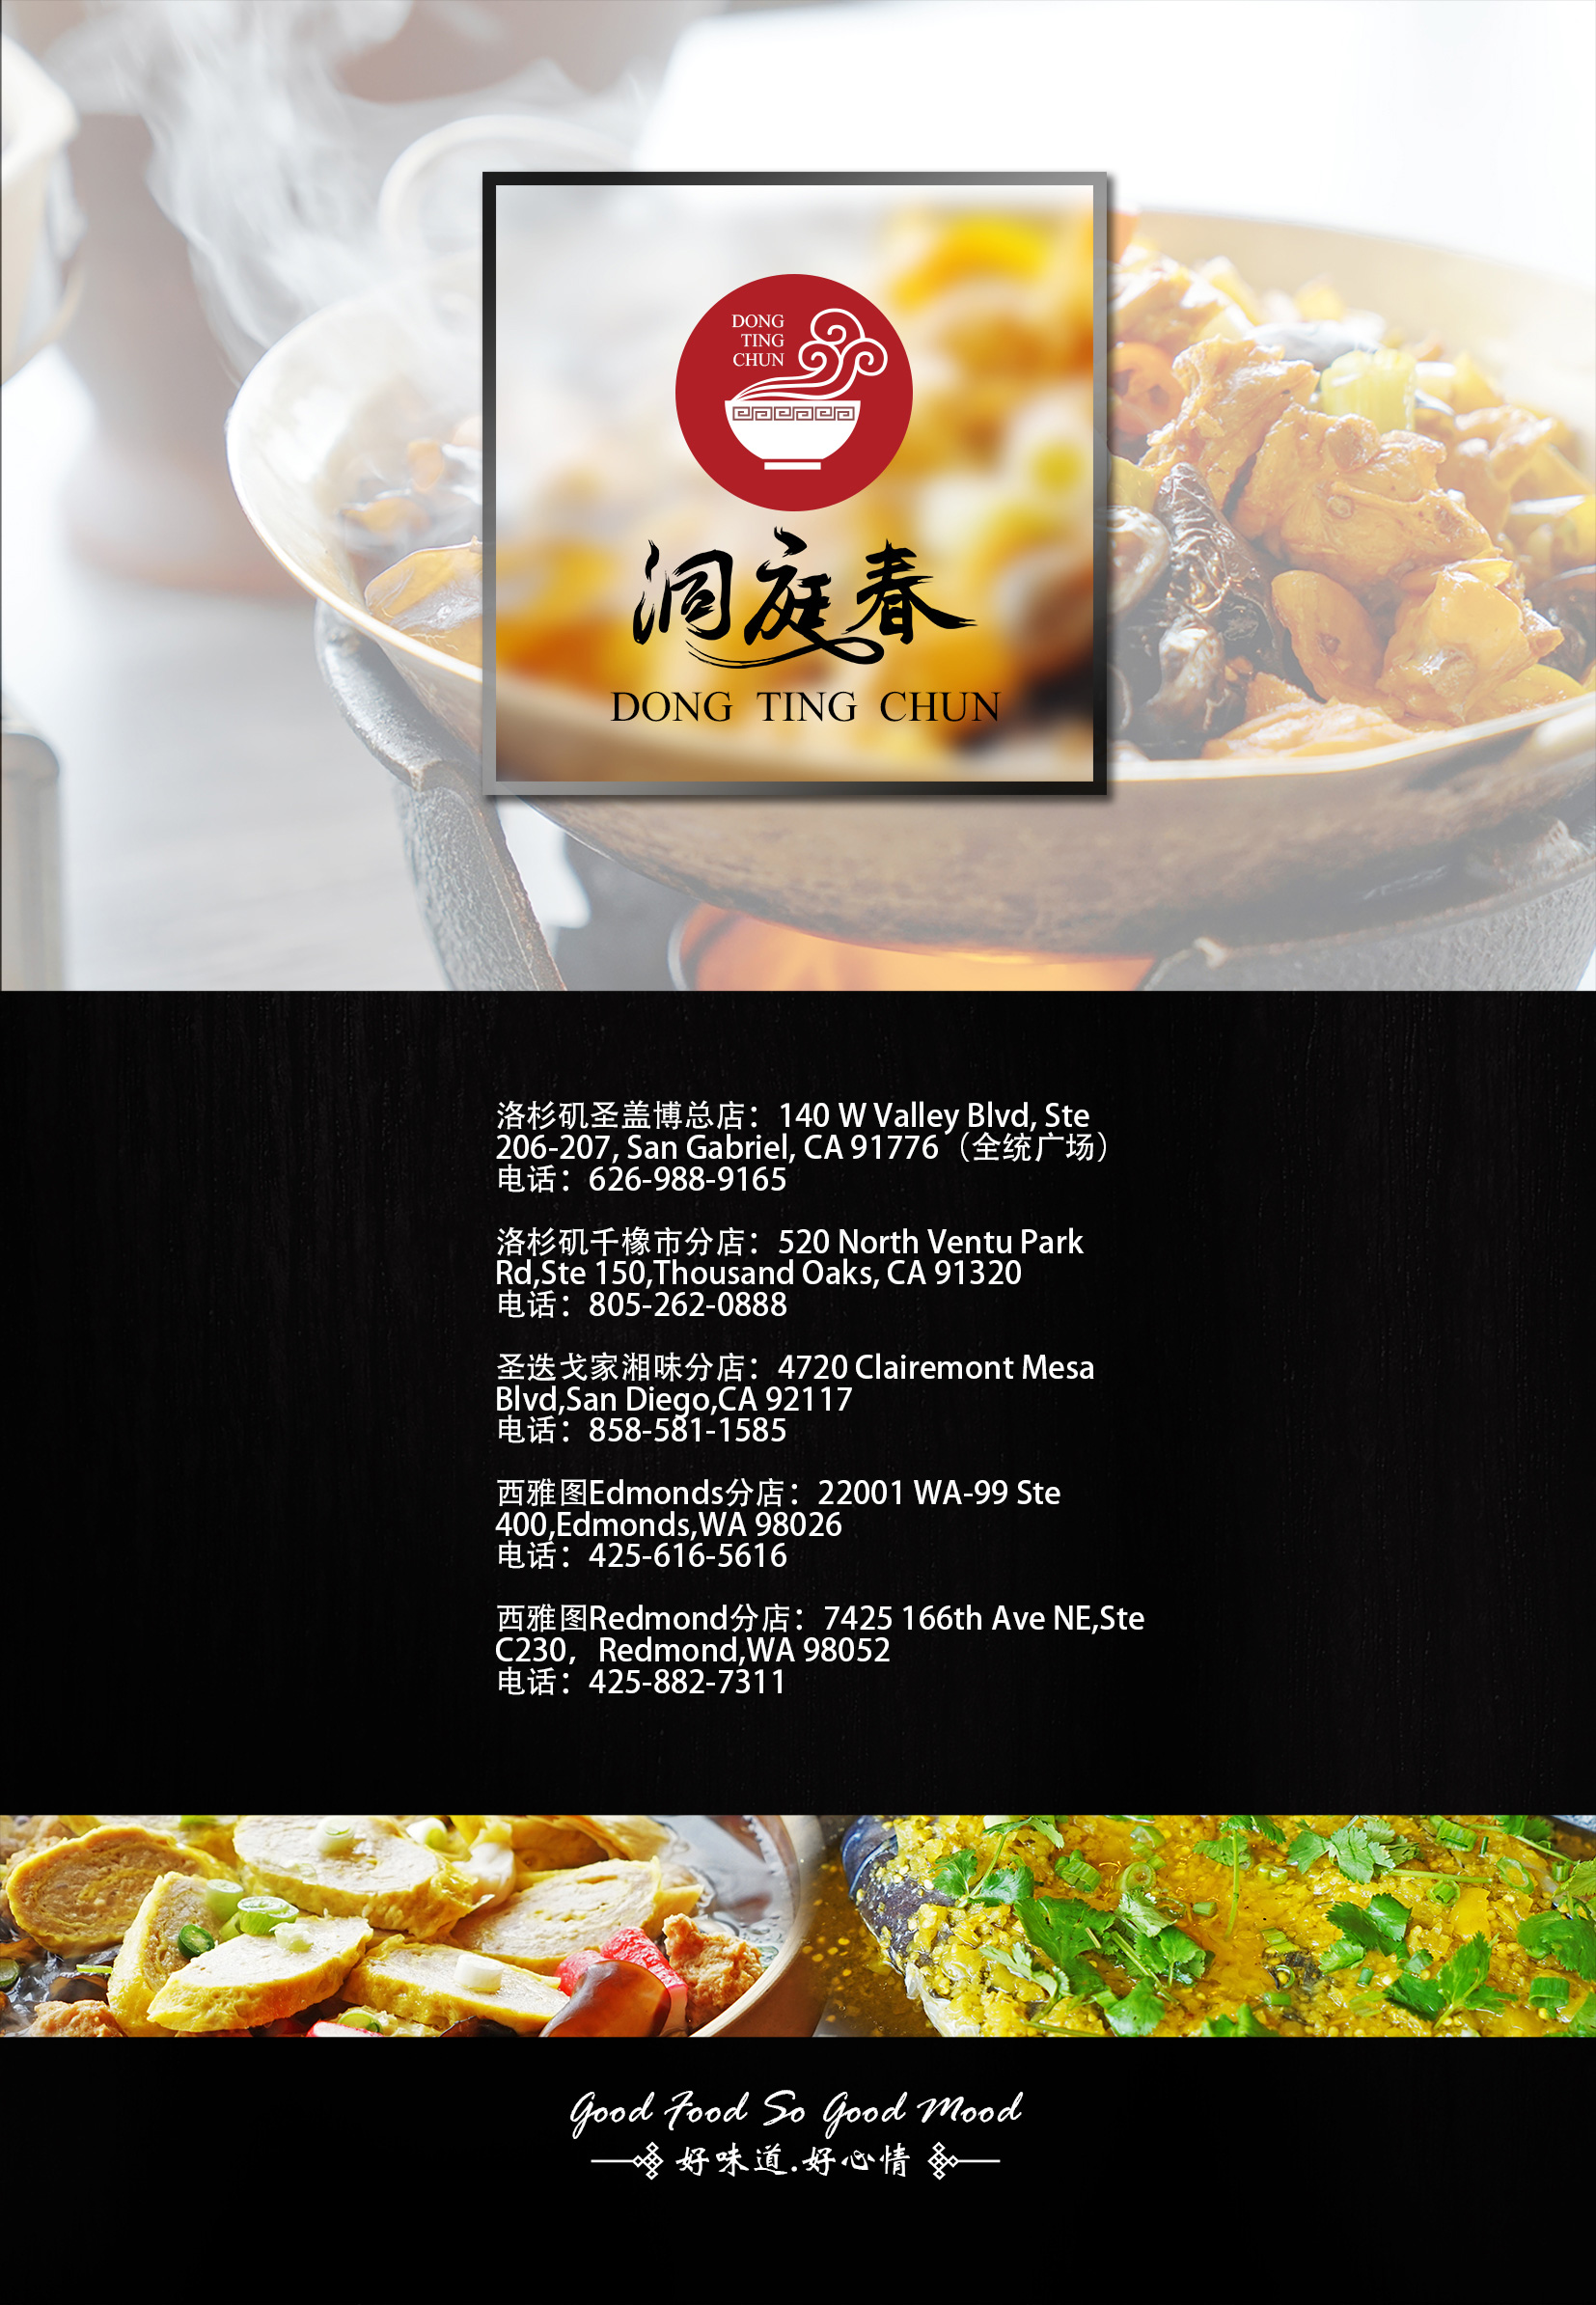 DONG
TING
CHUN
洞庭春
DONG TING CHUN
洛杉矶圣盖博总店：140 W Valley Blvd, Ste
206-207, San Gabriel, CA 91776（全统广场）
电话：626-988-9165
洛杉矶千橡市分店：520 North Ventu Park
Rd,Ste 150,Thousand Oaks, CA 91320
电话：805-262-0888
圣迭戈家湘味分店：4720 Clairemont Mesa
Blvd,San Diego,CA 92117
电话：858-581-1585
西雅图Edmonds分店：22001 WA-99 Ste
400,Edmonds,WA 98026
电话：425-616-5616
西雅图Redmond分店：7425 166th Ave NE,Ste
C230，Redmond,WA 98052
电话：425-882-7311
Good Food So Good Mood
好味道.好心情